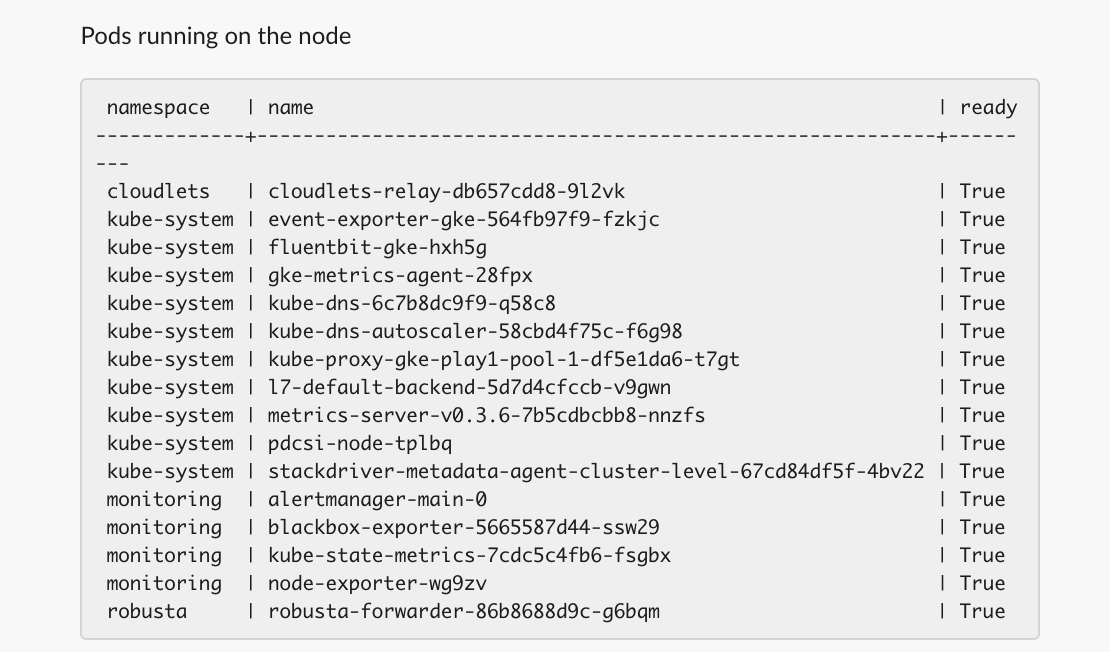 Pods running on the node
namespace   | name                                                      | ready
-------------+-----------------------------------------------------------+------
---
cloudlets   | cloudlets-relay-db657cdd8-9l2vk                           | True
kube-system | event-exporter-gke-564fb97f9-fzkjc                        | True
kube-system | fluentbit-gke-hxh5g                                       | True
kube-system | gke-metrics-agent-28fpx                                   | True
kube-system | kube-dns-6c7b8dc9f9-q58c8                                 | True
kube-system | kube-dns-autoscaler-58cbd4f75c-f6g98                      | True
kube-system | kube-proxy-gke-play1-pool-1-df5e1da6-t7gt                 | True
kube-system | l7-default-backend-5d7d4cfccb-v9gwn                       | True
kube-system | metrics-server-v0.3.6-7b5cdbcbb8-nnzfs                    | True
kube-system | pdcsi-node-tplbq                                          | True
kube-system | stackdriver-metadata-agent-cluster-level-67cd84df5f-4bv22 | True
monitoring  | alertmanager-main-0                                       | True
monitoring  | blackbox-exporter-5665587d44-ssw29                        | True
monitoring  | kube-state-metrics-7cdc5c4fb6-fsgbx                       | True
monitoring  | node-exporter-wg9zv                                       | True
robusta     | robusta-forwarder-86b8688d9c-g6bqm                        | True